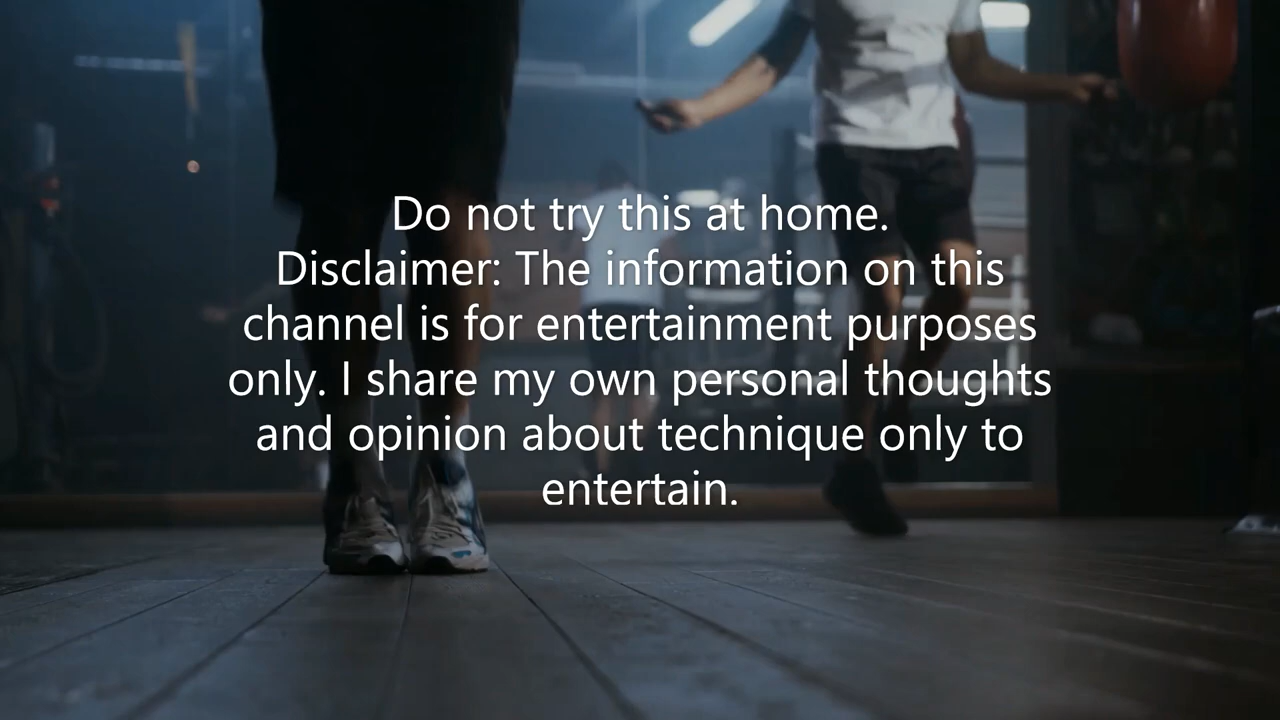 Do not try this at home.
Disclaimer: The information on this
channel is for entertainment purposes
only. I share my own personal thoughts
and opinion about technique only to
entertain.